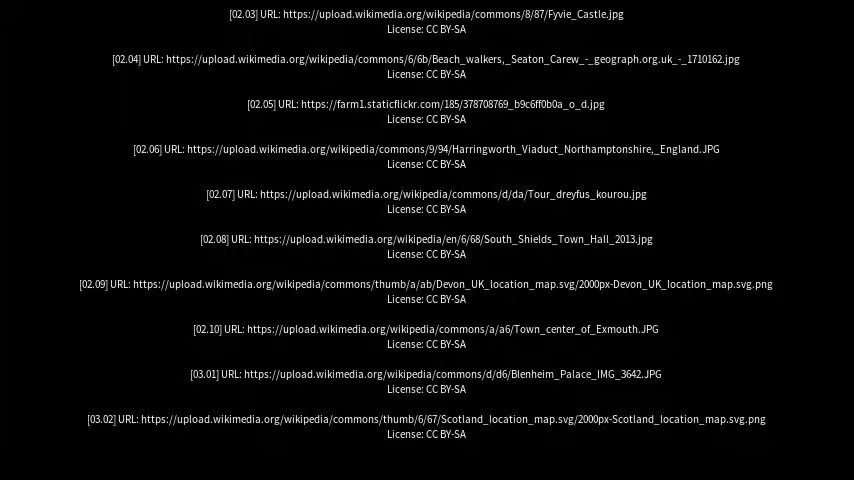 [02.03] URL: https://upload.wikimedia.org/wikipedia/commons/8/87/Fyvie_Castle.jpg
License: CC BY-SA
[02.04] URL: https://upload.wikimedia.org/wikipedia/commons/6/6b/Beach_walkers,_Seaton_Carew_-_geograph.org.uk_-_1710162.jpg
License: CC BY-SA
[02.05] URL: https://farm1.staticflickr.com/185/378708769_b9c6ff0b0a_o_d.jpg
License: CC BY-SA
[02.06] URL: https://upload.wikimedia.org/wikipedia/commons/9/94/Harringworth_Viaduct_Northamptonshire,_England.JPG
License: CC BY-SA
[02.07] URL: https://upload.wikimedia.org/wikipedia/commons/d/da/Tour_dreyfus_kourou.jpg
License: CC BY-SA
[02.08] URL: https://upload.wikimedia.org/wikipedia/en/6/68/South_Shields_Town_Hall_2013.jpg
License: CC BY-SA
[02.09] URL: https://upload.wikimedia.org/wikipedia/commons/thumb/a/ab/Devon_UK_location_map.svg/2000px-Devon_UK_location_map.svg.png
License: CC BY-SA
[02.10] URL: https://upload.wikimedia.org/wikipedia/commons/a/a6/Town_center_of_Exmouth.JPG
License: CC BY-SA
[03.01] URL: https://upload.wikimedia.org/wikipedia/commons/d/d6/Blenheim_Palace_IMG_3642.JPG
License: CC BY-SA
[03.02] URL: https://upload.wikimedia.org/wikipedia/commons/thumb/6/67/Scotland_location_map.svg/2000px-Scotland_location_map.svg.png
License: CC BY-SA